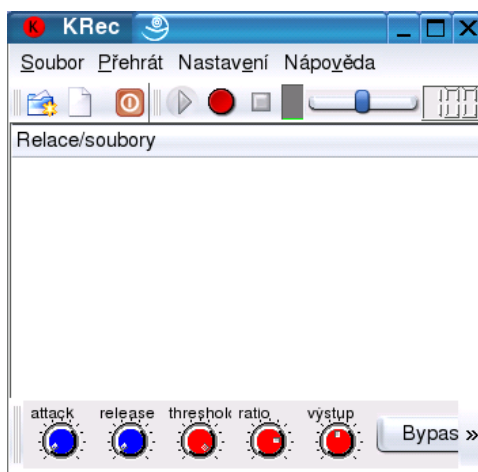 K KRec
Soubor Přehrát Nastavení Nápověda
Relace/soubory
attack release threshol ratio výstup
Bypas »